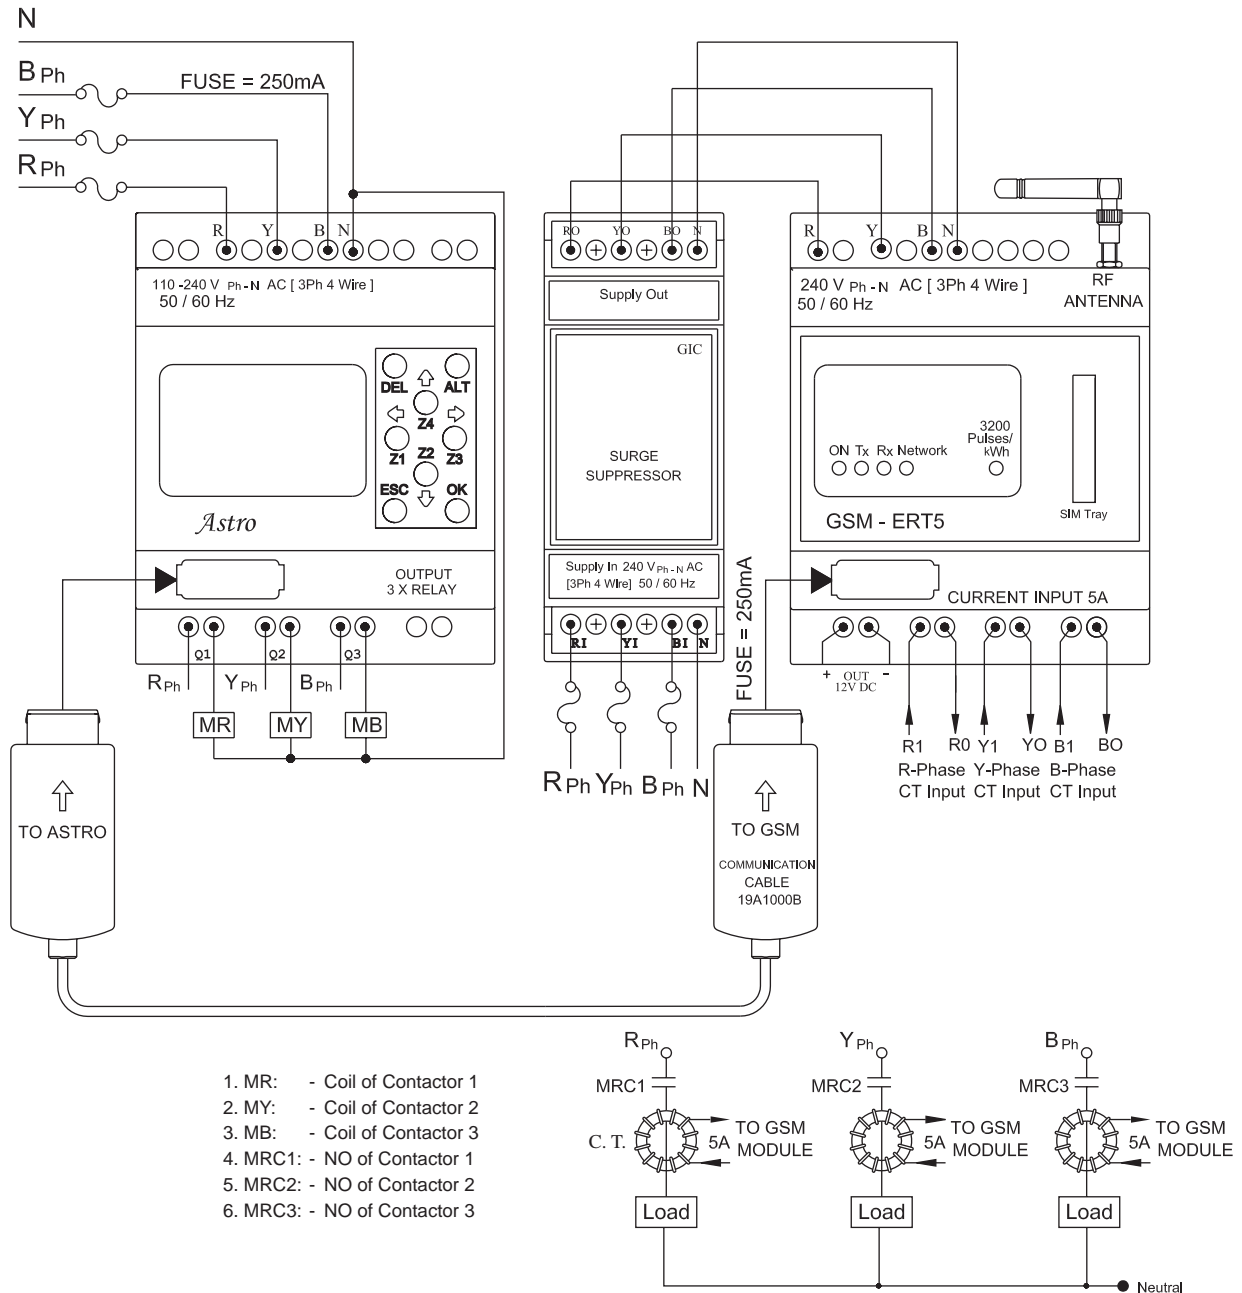 N
B Ph
FUSE = 250mA
Y Ph
R Ph
R Y B N
RO YO BO N
R Y B N
110 -240 V Ph - N AC [ 3Ph 4 Wire ]
50 / 60 Hz
Supply Out
240 V Ph - N AC [ 3Ph 4 Wire ]
50 / 60 Hz
RF
ANTENNA
GIC
DEL
ALT
Z4
Z1
Z2
Z3
ESC
OK
SURGE
SUPPRESSOR
3200
Pulses/
kWh
ON Tx Rx Network
Astro
GSM - ERT5
SIM Tray
OUTPUT
3 X RELAY
Supply In 240 V Ph - N AC
[3Ph 4 Wire] 50 / 60 Hz
FUSE = 250mA
CURRENT INPUT 5A
Q1 Q2 Q3
RI YI BI N
R Ph Y Ph B Ph
+ OUT -
12V DC
MR MY MB
R1 R0 Y1 YO B1 BO
R-Phase Y-Phase B-Phase
CT Input CT Input CT Input
R Ph Y Ph B Ph N
TO ASTRO
TO GSM
COMMUNICATION
CABLE
19A1000B
R Ph Y Ph B Ph
MRC1 MRC2 MRC3
C. T.
5A TO GSM
MODULE
5A TO GSM
MODULE
5A TO GSM
MODULE
Load Load Load
Neutral
1. MR: - Coil of Contactor 1
2. MY: - Coil of Contactor 2
3. MB: - Coil of Contactor 3
4. MRC1: - NO of Contactor 1
5. MRC2: - NO of Contactor 2
6. MRC3: - NO of Contactor 3